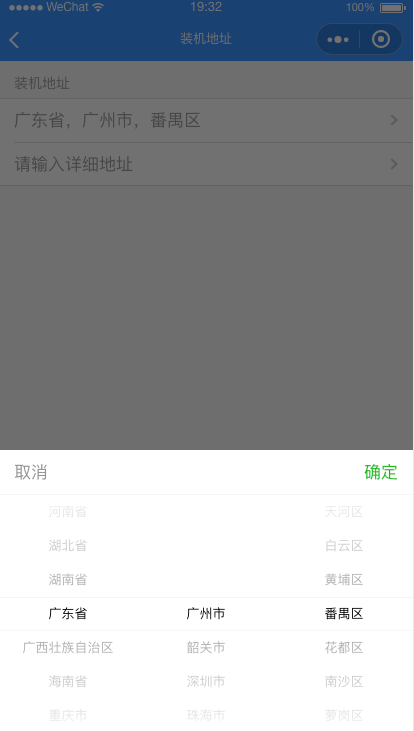 WeChat 19:32 100%
装机地址
装机地址
广东省，广州市，番禺区
请输入详细地址
取消 确定
河南省 天河区
湖北省 白云区
湖南省 黄埔区
广东省 广州市 番禺区
广西壮族自治区 韶关市 花都区
海南省 深圳市 南沙区
重庆市 珠海市 萝岗区